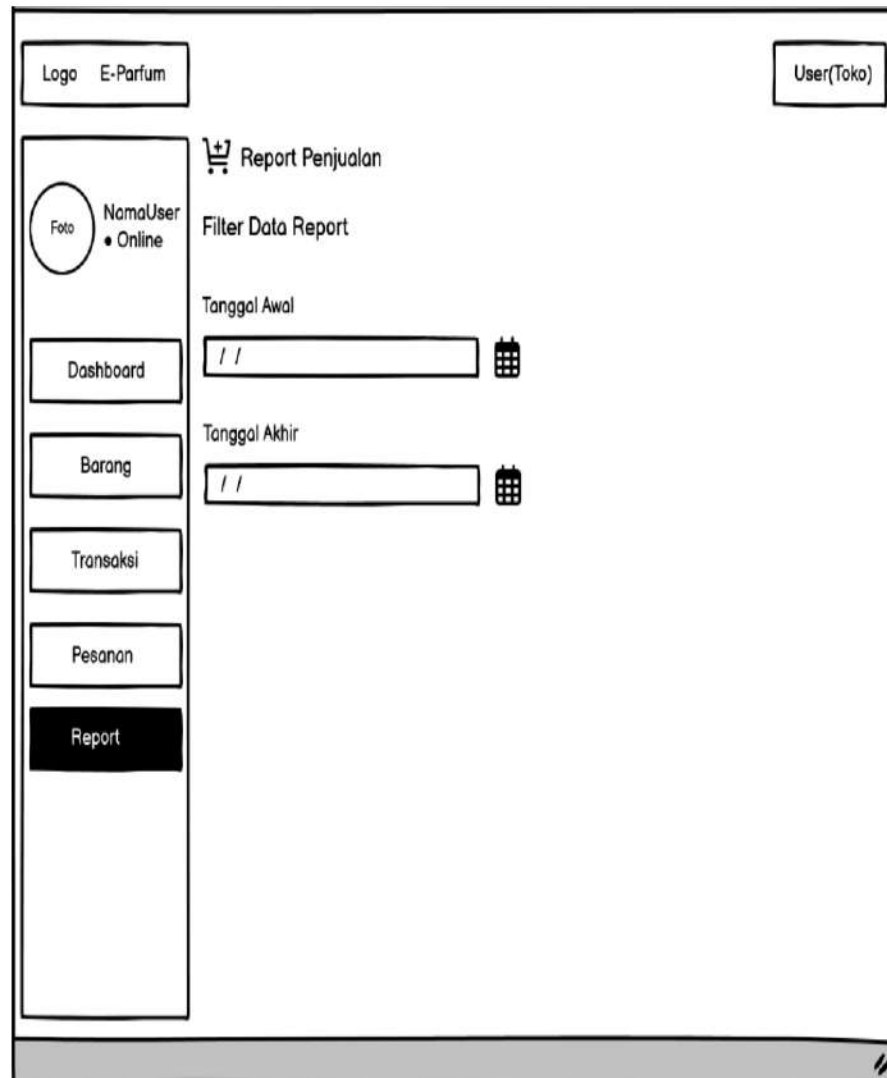 Logo E-Parfum
User(Toko)
Report Penjualan
Foto
NamaUser
• Online
Filter Data Report
Tanggal Awal
/ /
Dashboard
Tanggal Akhir
/ /
Barang
Transaksi
Pesanan
Report